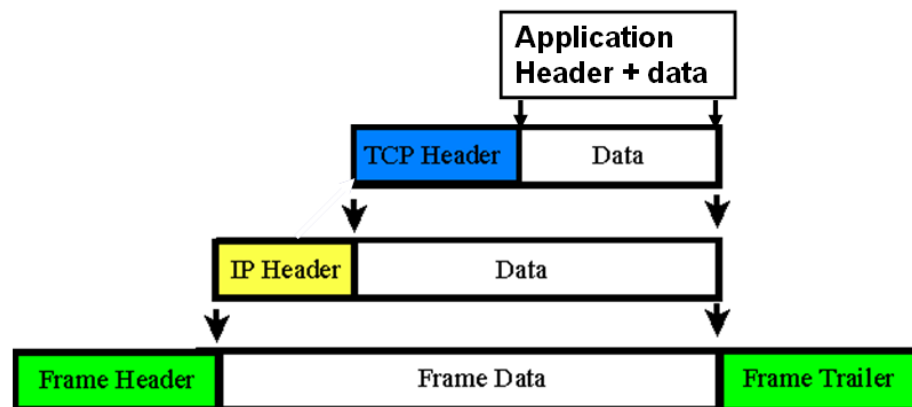 Application
Header + data
TCP Header Data
IP Header Data
Frame Header Frame Data Frame Trailer